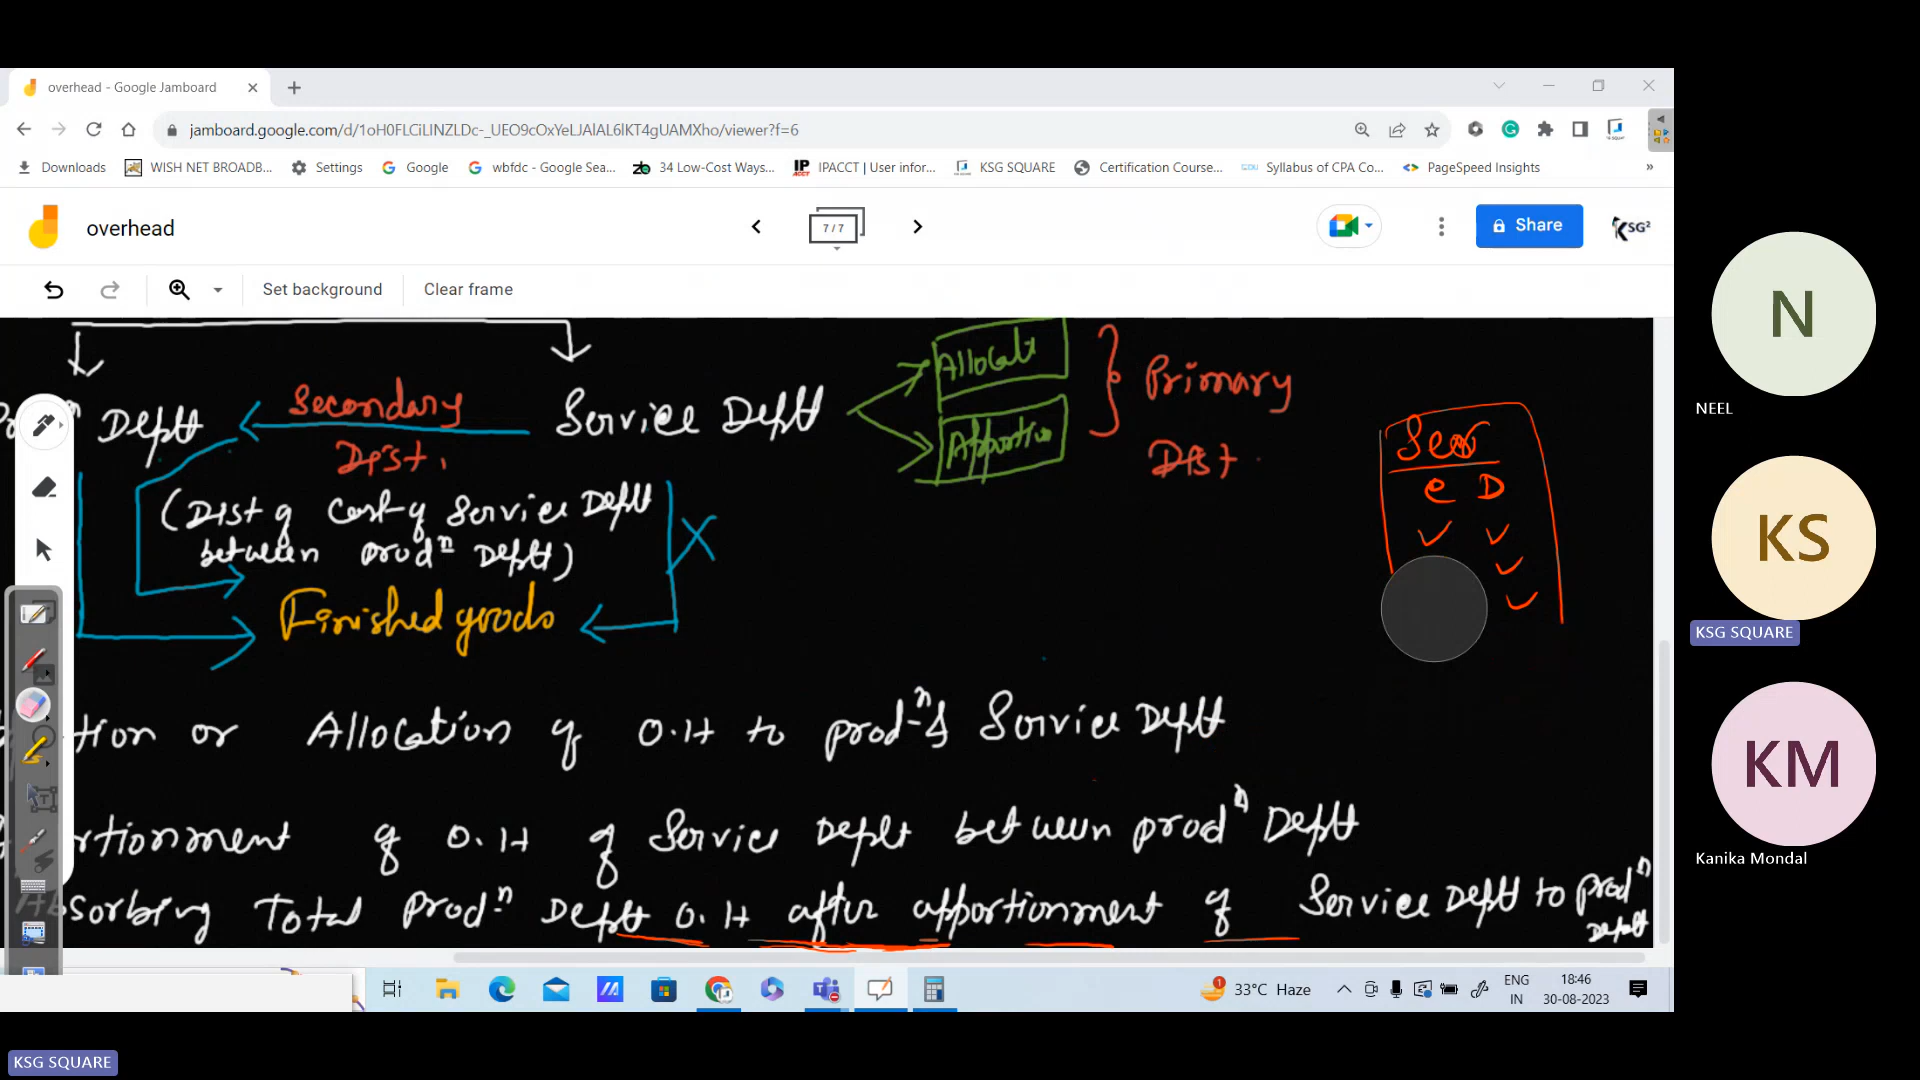 overhead - Google Jamboard
jamboard.google.com/d/1oH0FLCiLINZLDc-_UEO9cOxYeLJAlAL6lKT4gUAMXho/viewer?f=6
Downloads WISH NET BROADB... Settings Google wbfdc - Google Sea... 34 Low-Cost Ways... IPACCT | User infor... KSG SQUARE Certification Course... Syllabus of CPA Co... PageSpeed Insights »
overhead 7 / 7 Share KSG²
Set background Clear frame
Allocate
Apportion
Primary
Dist
Deptt Secondary Service Deptt
Dist.
(Dist of Cost of Service Deptt
between prodⁿ Deptt)
X
Finished goods
C D
tion or Allocation of O.H to prodⁿ & Service Deptt
rtionment of O.H of Service Deptt between prodⁿ Deptt
Absorbing Total Prodⁿ Deptt O.H after apportionment of Service Deptt to prodⁿ
Deptt
N
NEEL
KS
KSG SQUARE
KM
Kanika Mondal
33°C Haze ENG
IN 18:46
30-08-2023
KSG SQUARE